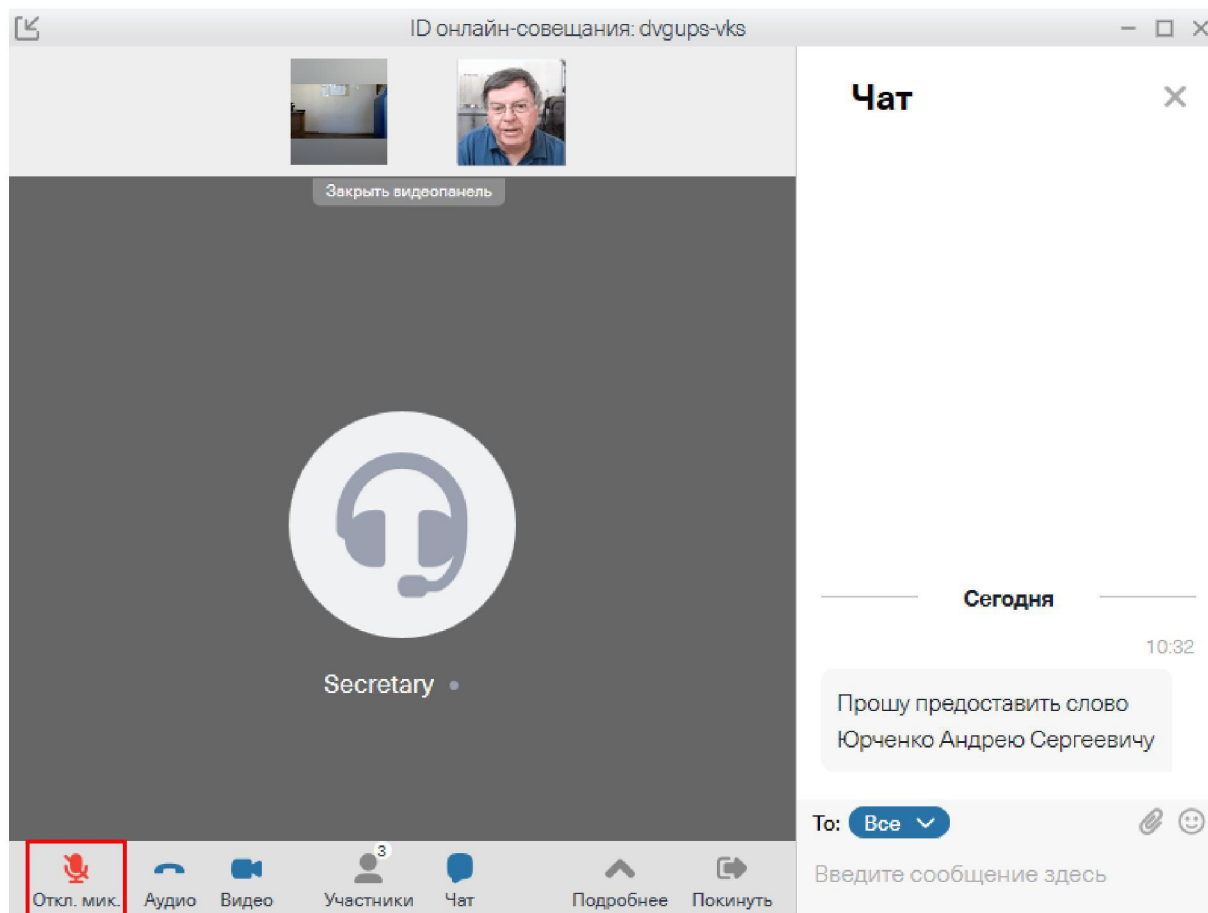 ID онлайн-совещания: dvgups-vks
Закрыть видеопанель
Secretary
Чат
Сегодня
10:32
Прошу предоставить слово
Юрченко Андрею Сергеевичу
To: Все
Введите сообщение здесь
Откл. мик.
Аудио
Видео
3
Участники
Чат
Подробнее
Покинуть